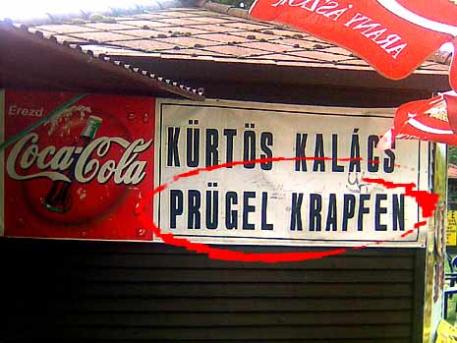 ARANY ÁSZOK
Erezd
Coca-Cola
KÜRTÖS KALÁCS
PRÜGEL KRAPFEN